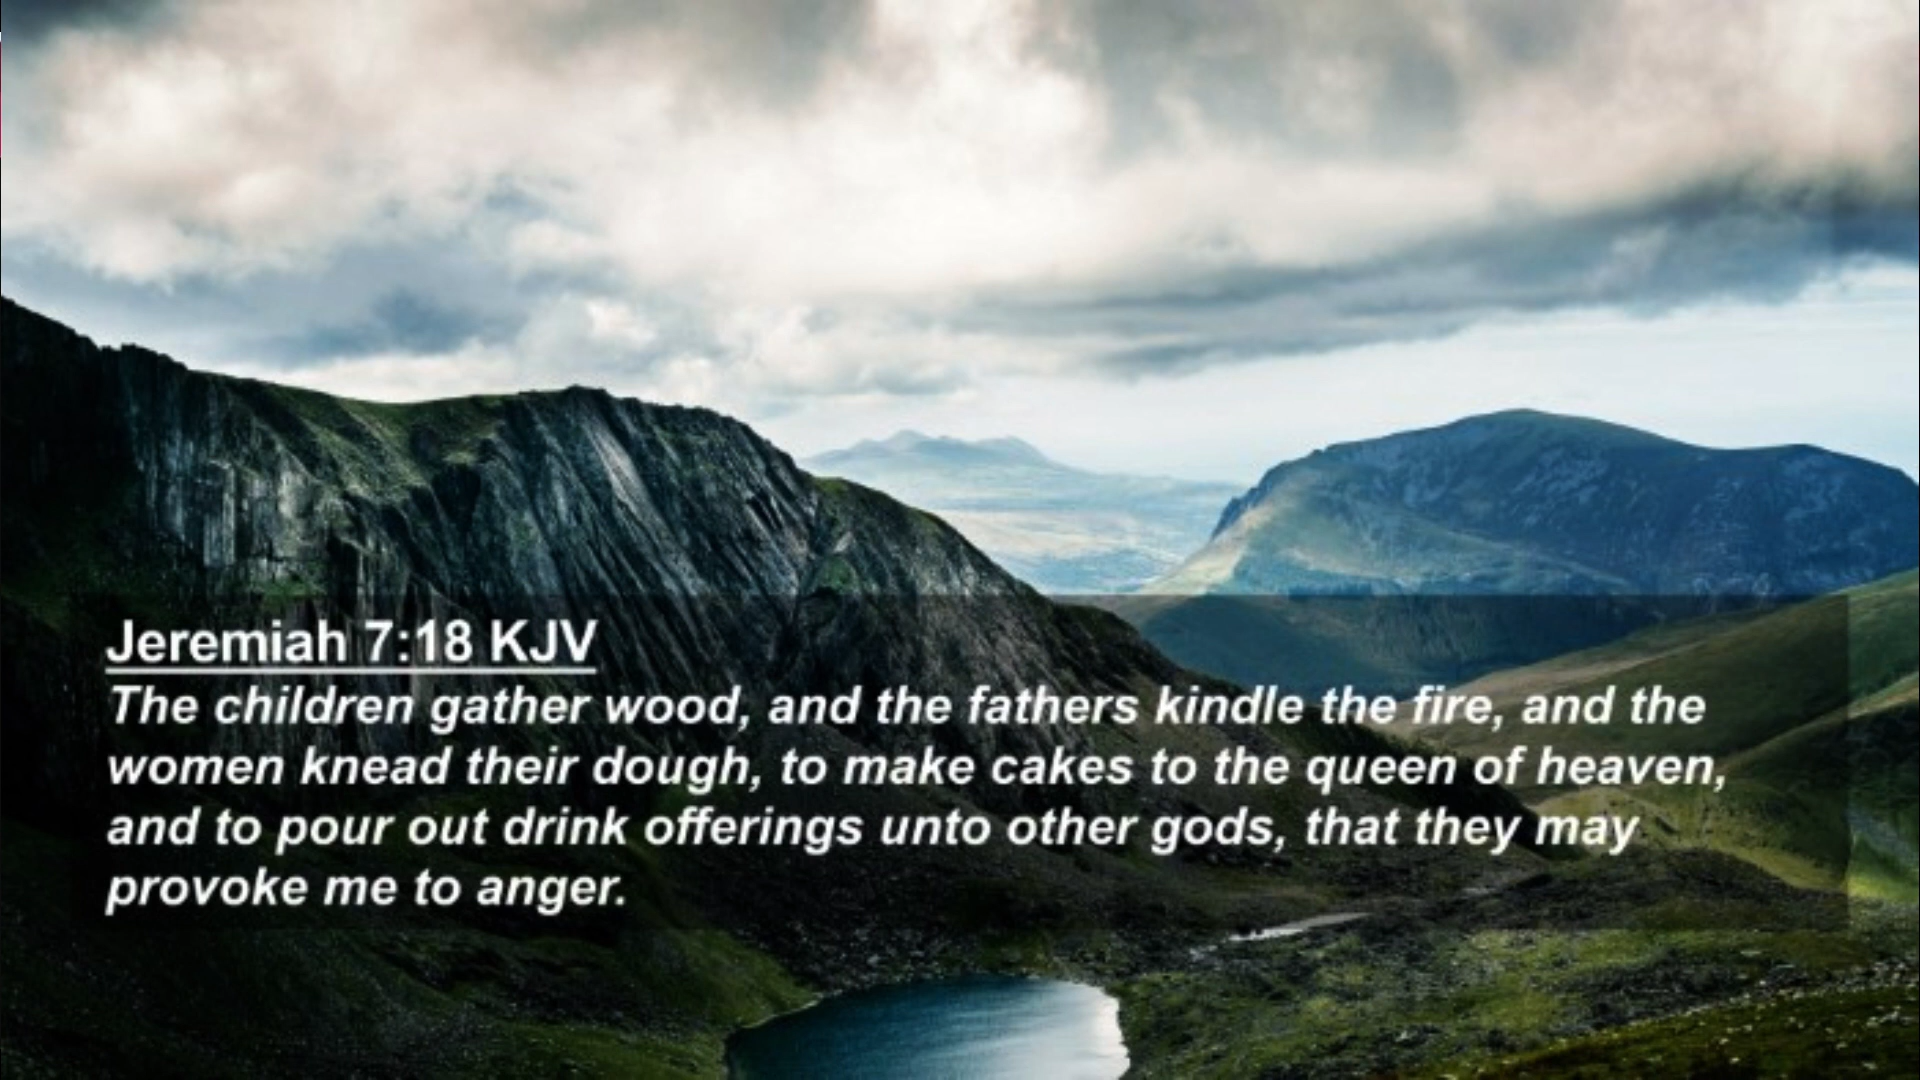 Jeremiah 7:18 KJV
The children gather wood, and the fathers kindle the fire, and the
women knead their dough, to make cakes to the queen of heaven,
and to pour out drink offerings unto other gods, that they may
provoke me to anger.